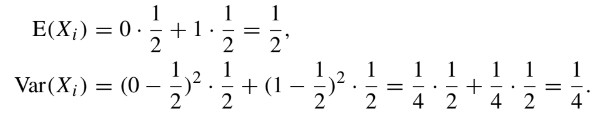 E(X_i) = 0 · 1/2 + 1 · 1/2 = 1/2,
Var(X_i) = (0 − 1/2)² · 1/2 + (1 − 1/2)² · 1/2 = 1/4 · 1/2 + 1/4 · 1/2 = 1/4.